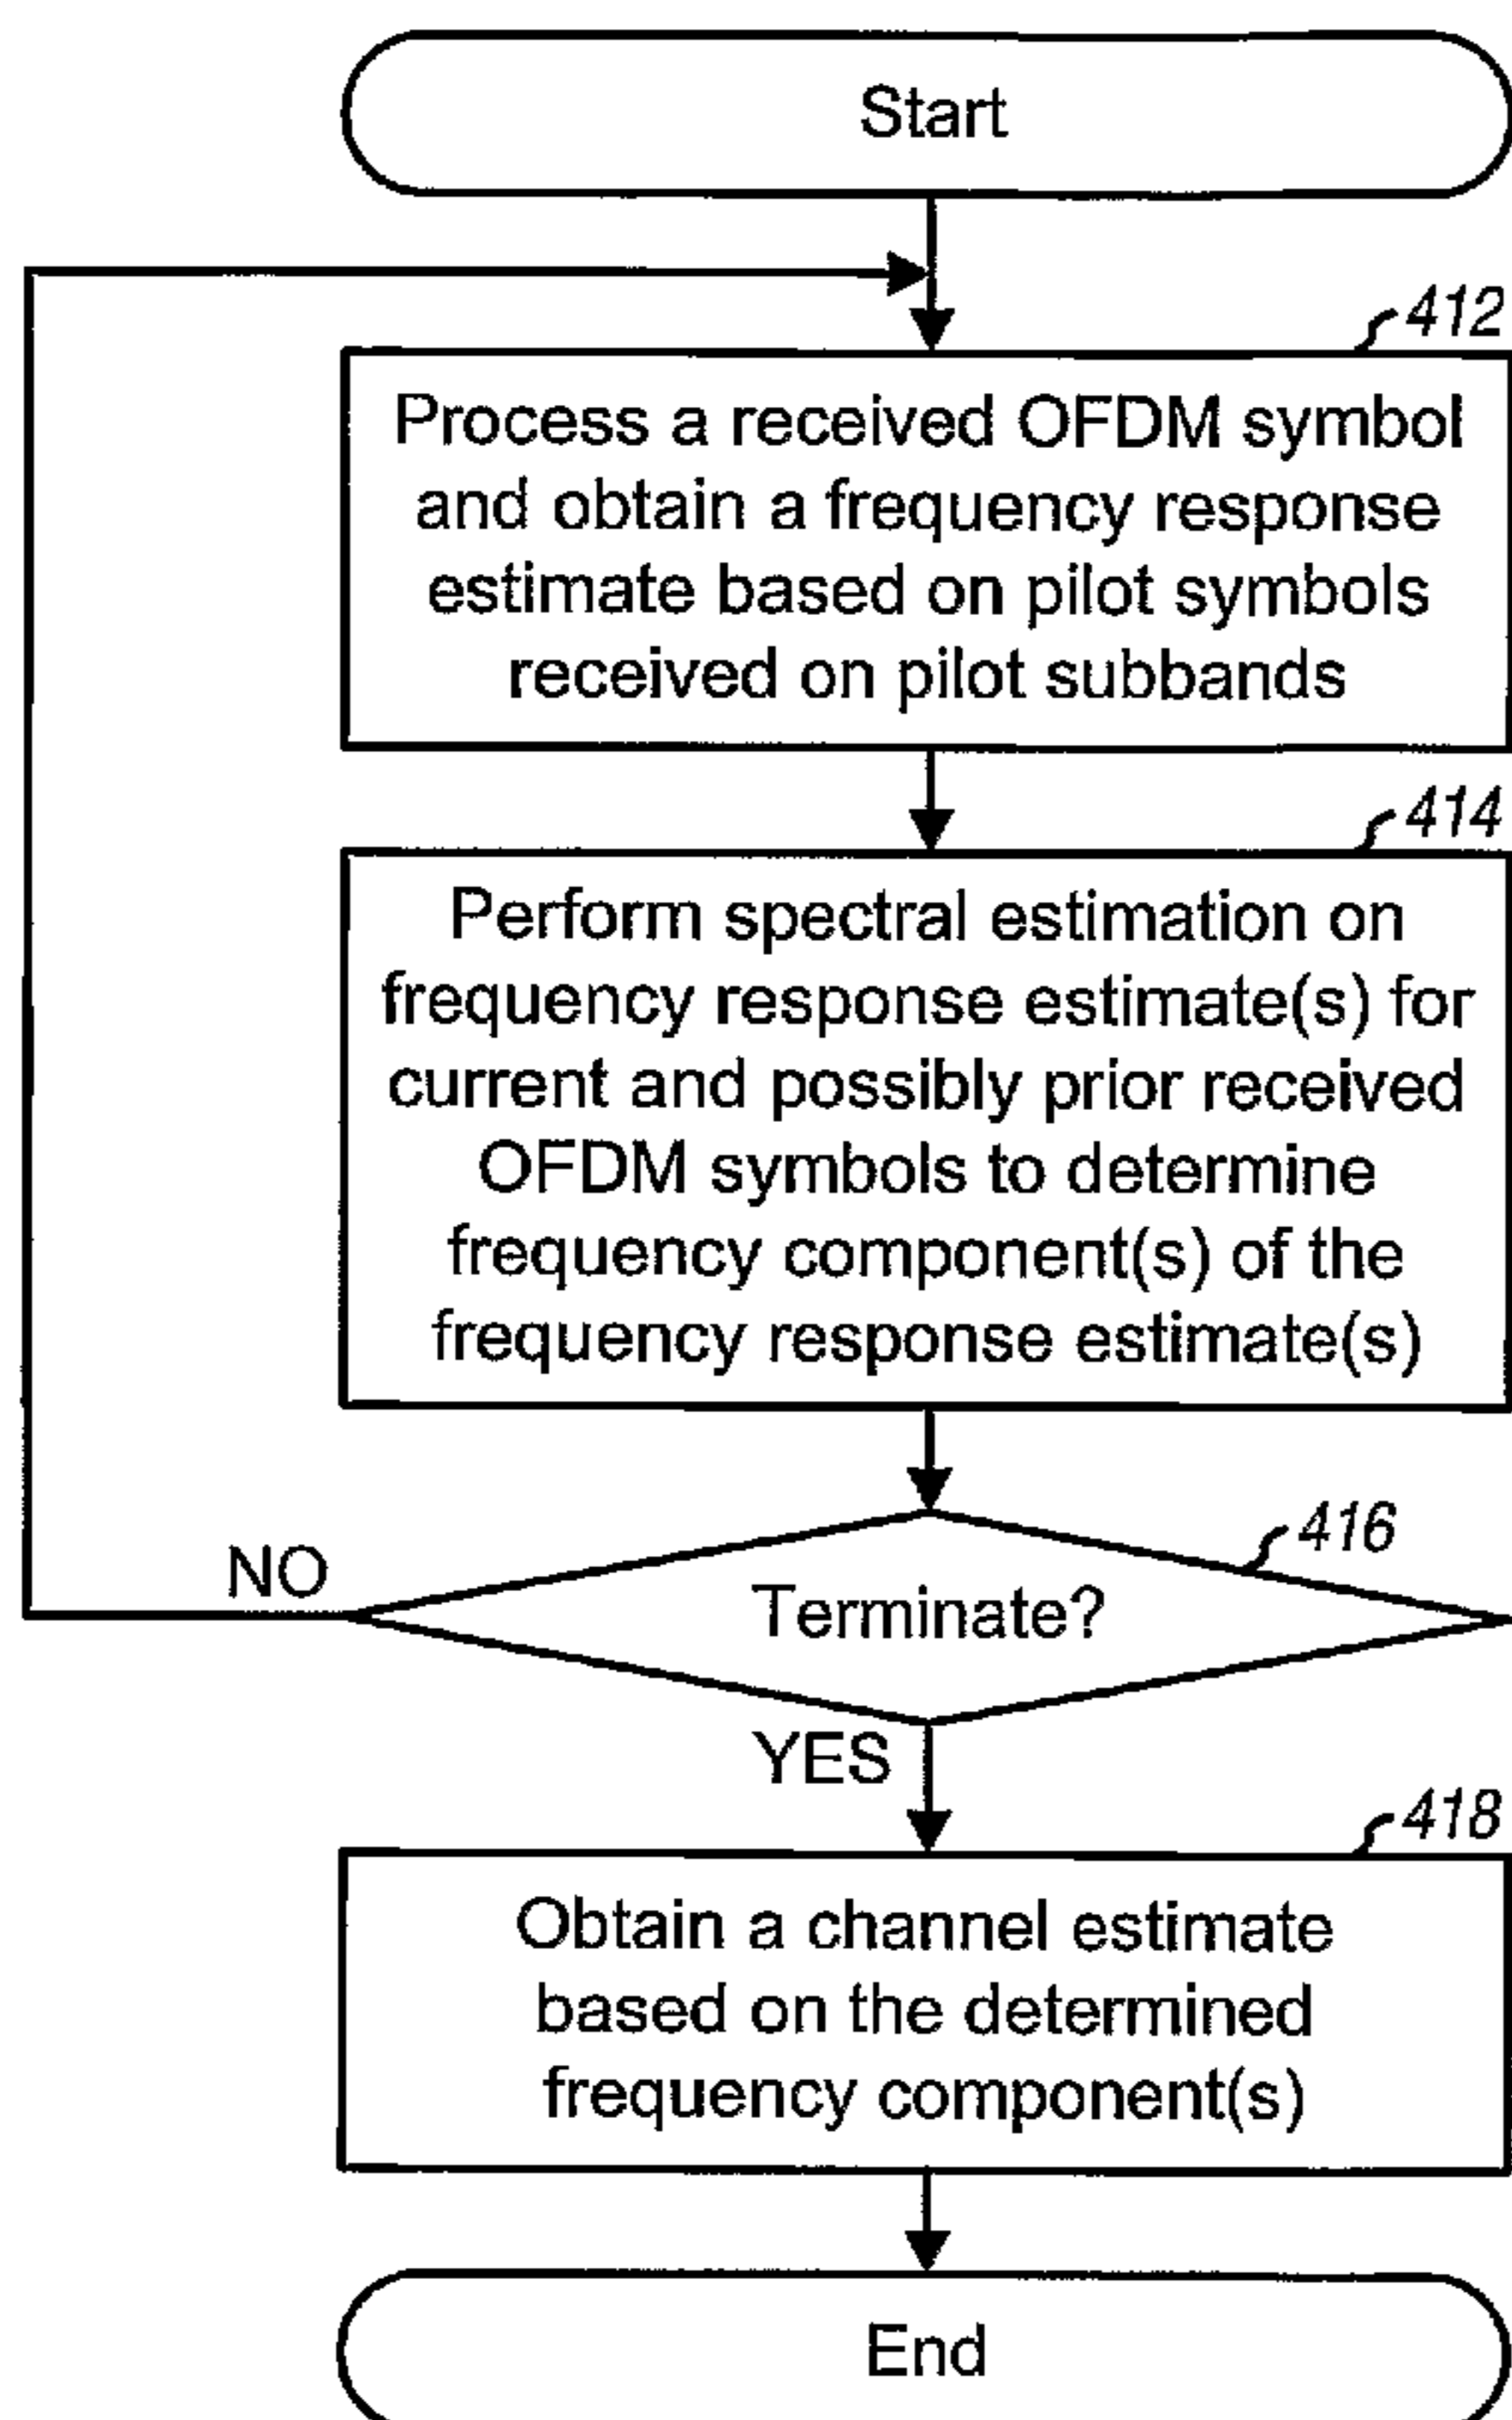 Start
412
Process a received OFDM symbol
and obtain a frequency response
estimate based on pilot symbols
received on pilot subbands
414
Perform spectral estimation on
frequency response estimate(s) for
current and possibly prior received
OFDM symbols to determine
frequency component(s) of the
frequency response estimate(s)
416
NO
Terminate?
YES
418
Obtain a channel estimate
based on the determined
frequency component(s)
End